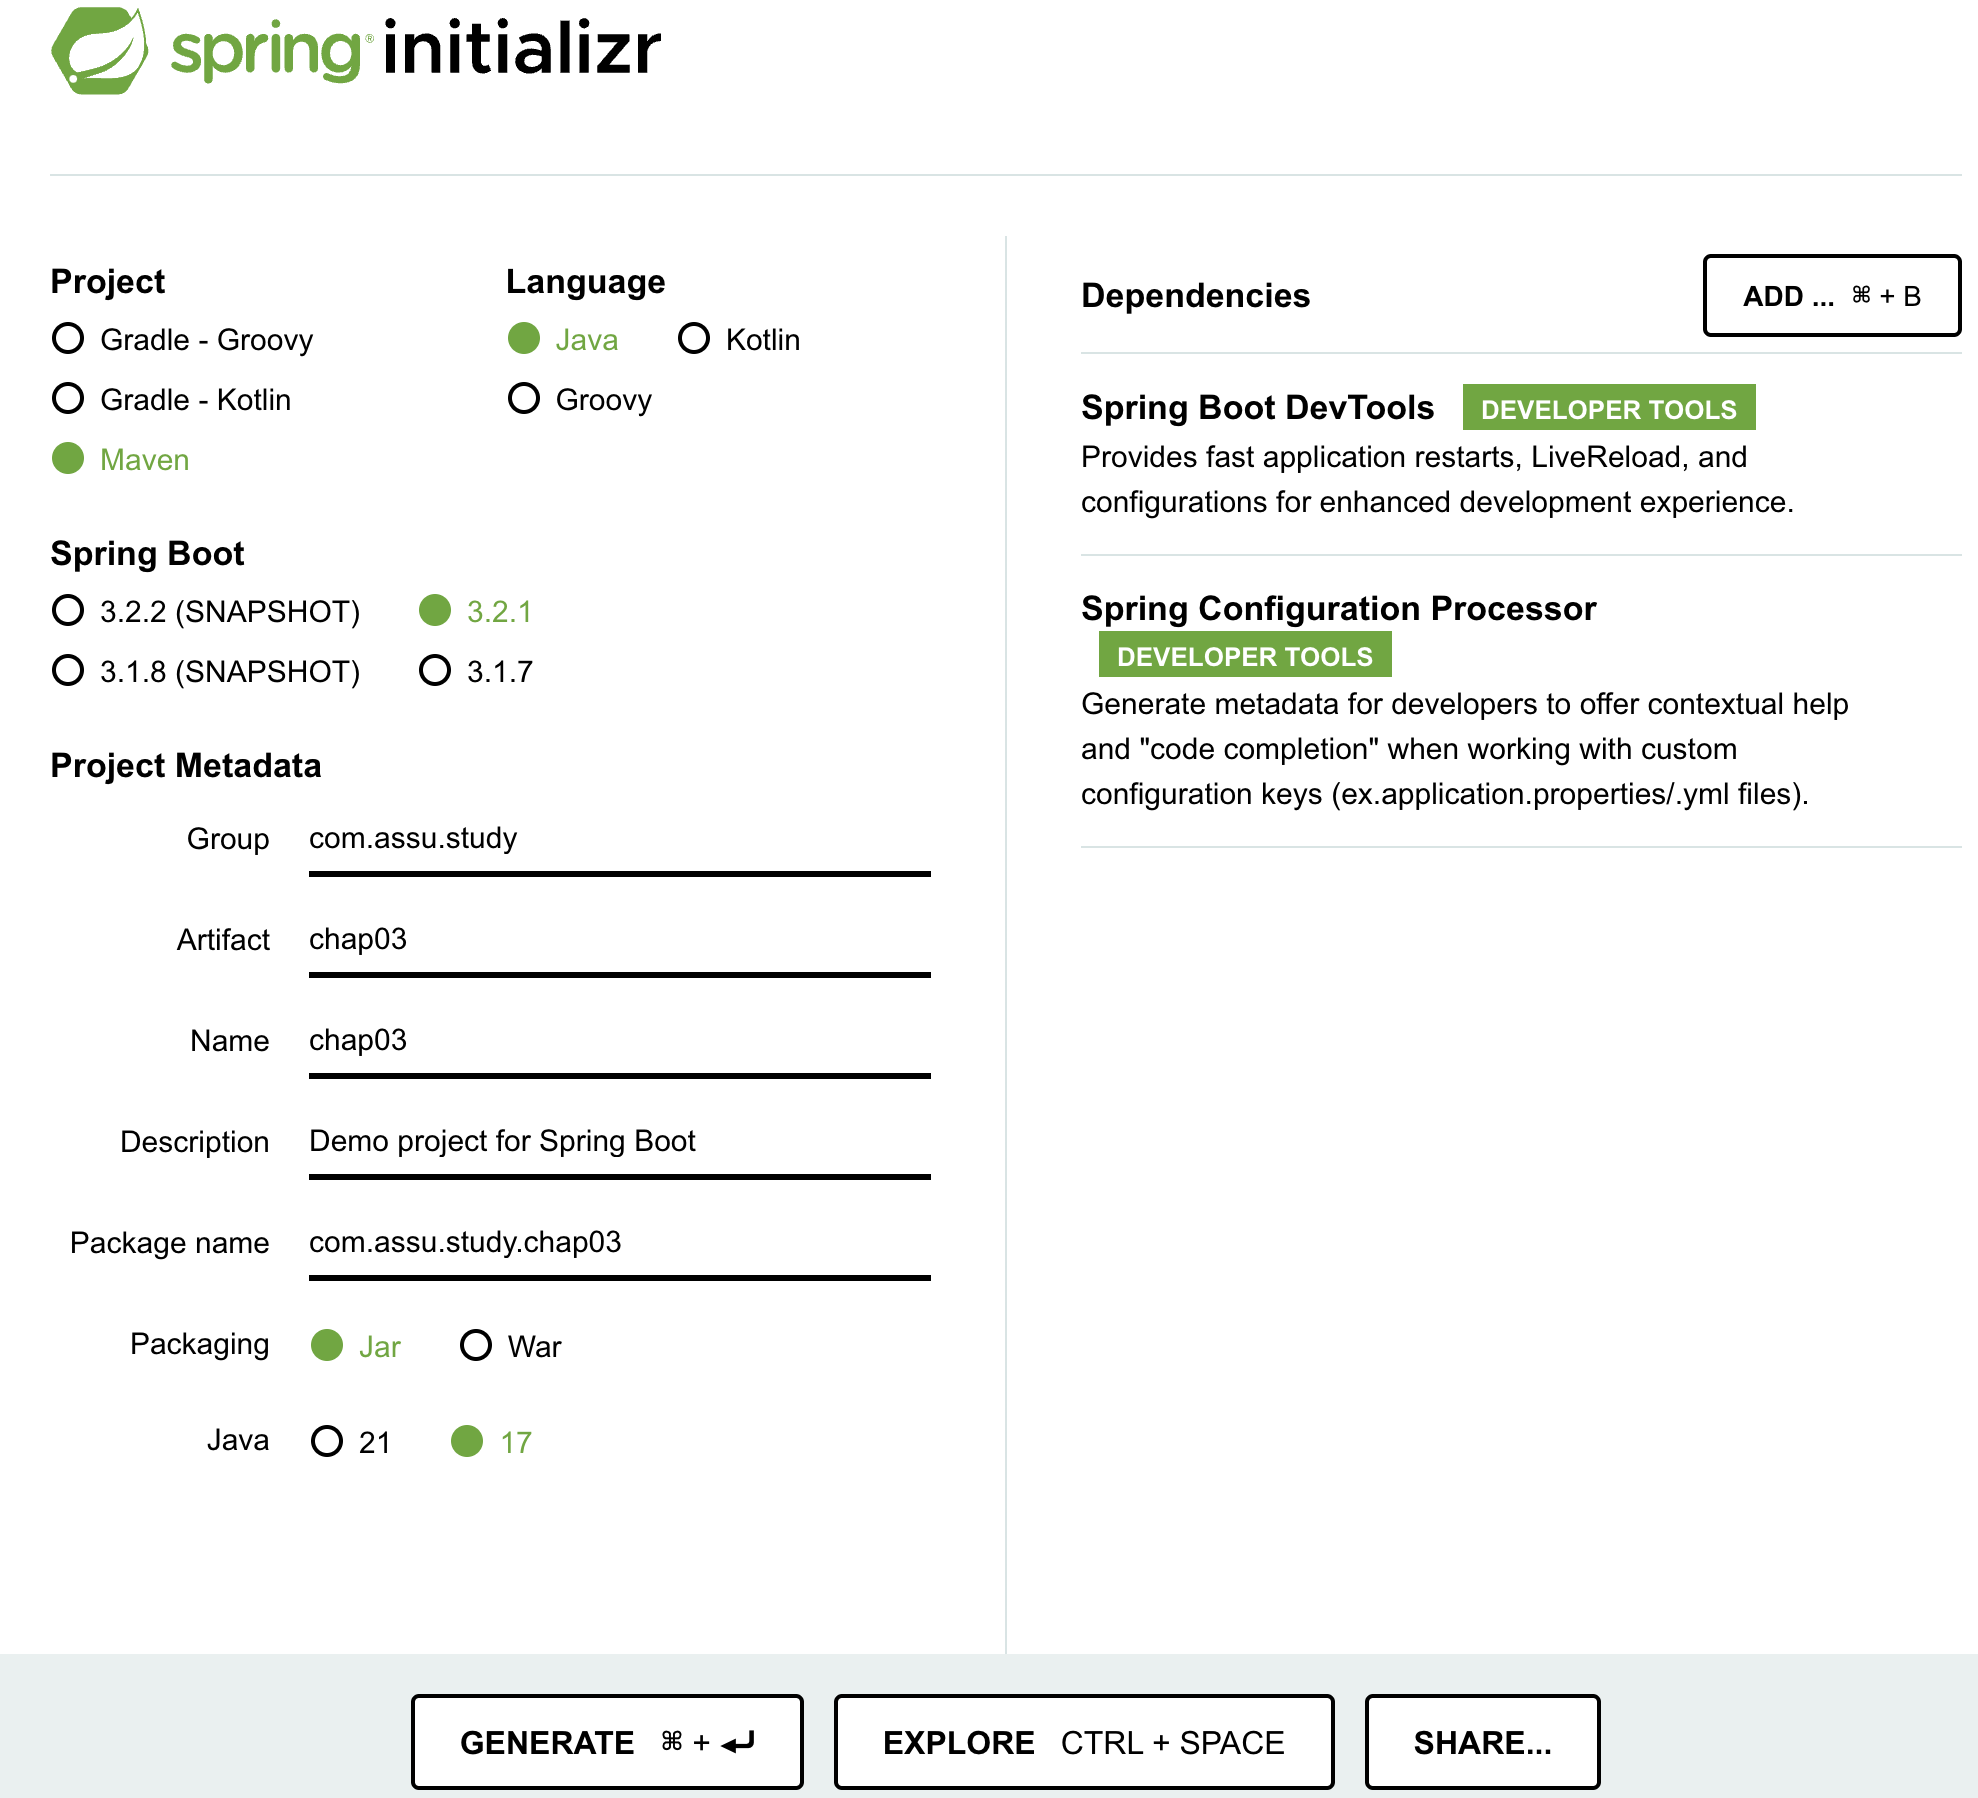 spring® initializr
Project
Gradle - Groovy
Gradle - Kotlin
Maven
Language
Java Kotlin
Groovy
Spring Boot
3.2.2 (SNAPSHOT) 3.2.1
3.1.8 (SNAPSHOT) 3.1.7
Project Metadata
Group com.assu.study
Artifact chap03
Name chap03
Description Demo project for Spring Boot
Package name com.assu.study.chap03
Packaging Jar War
Java 21 17
Dependencies
ADD ... ⌘ + B
Spring Boot DevTools DEVELOPER TOOLS
Provides fast application restarts, LiveReload, and
configurations for enhanced development experience.
Spring Configuration Processor
DEVELOPER TOOLS
Generate metadata for developers to offer contextual help
and "code completion" when working with custom
configuration keys (ex.application.properties/.yml files).
GENERATE ⌘ + ⏎
EXPLORE CTRL + SPACE
SHARE...